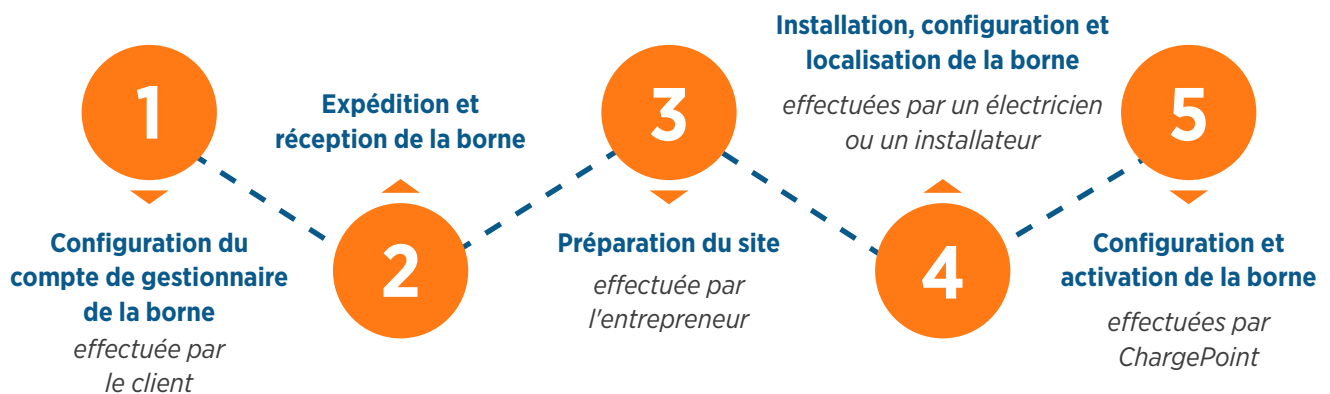 1
Configuration du
compte de gestionnaire
de la borne
effectuée par
le client
Expédition et
réception de la borne
2
3
Préparation du site
effectuée par
l'entrepreneur
Installation, configuration et
localisation de la borne
effectuées par un électricien
ou un installateur
4
5
Configuration et
activation de la borne
effectuées par
ChargePoint